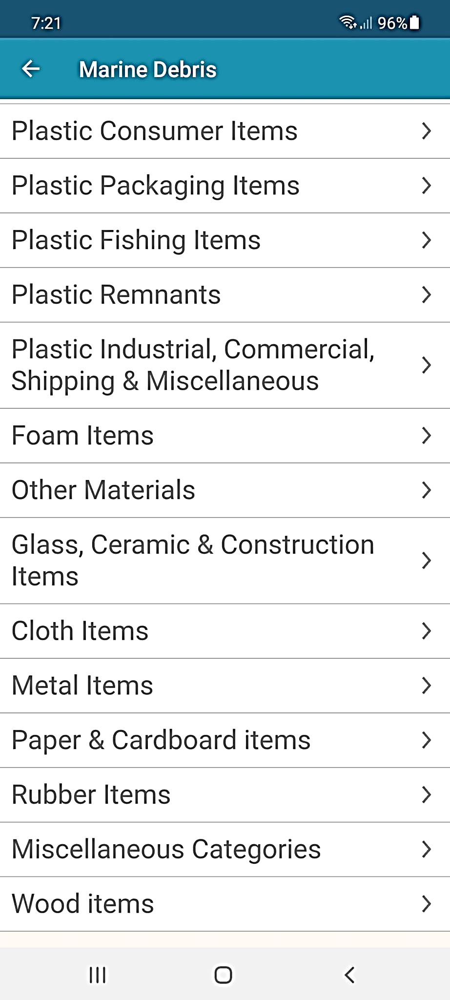 7:21
96%
Marine Debris
Plastic Consumer Items
Plastic Packaging Items
Plastic Fishing Items
Plastic Remnants
Plastic Industrial, Commercial,
Shipping & Miscellaneous
Foam Items
Other Materials
Glass, Ceramic & Construction
Items
Cloth Items
Metal Items
Paper & Cardboard items
Rubber Items
Miscellaneous Categories
Wood items